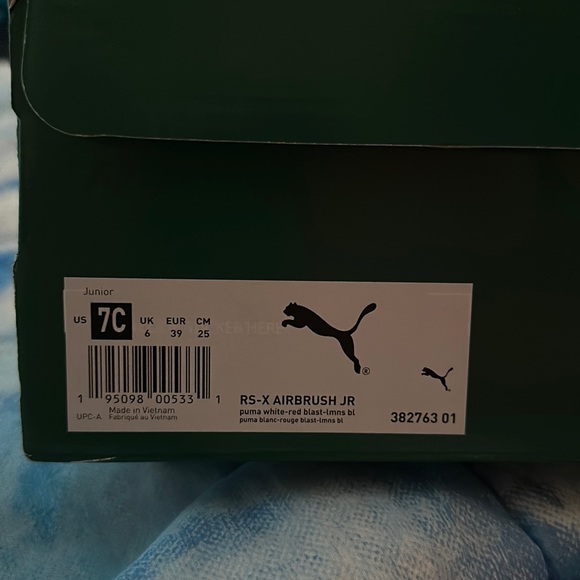 Junior
US 7C UK 6 EUR 39 CM 25
1 95098 00533 1
UPC-A Made in Vietnam
Fabriqué au Vietnam
®
RS-X AIRBRUSH JR
puma white-red blast-lmns bl
puma blanc-rouge blast-lmns bl
382763 01